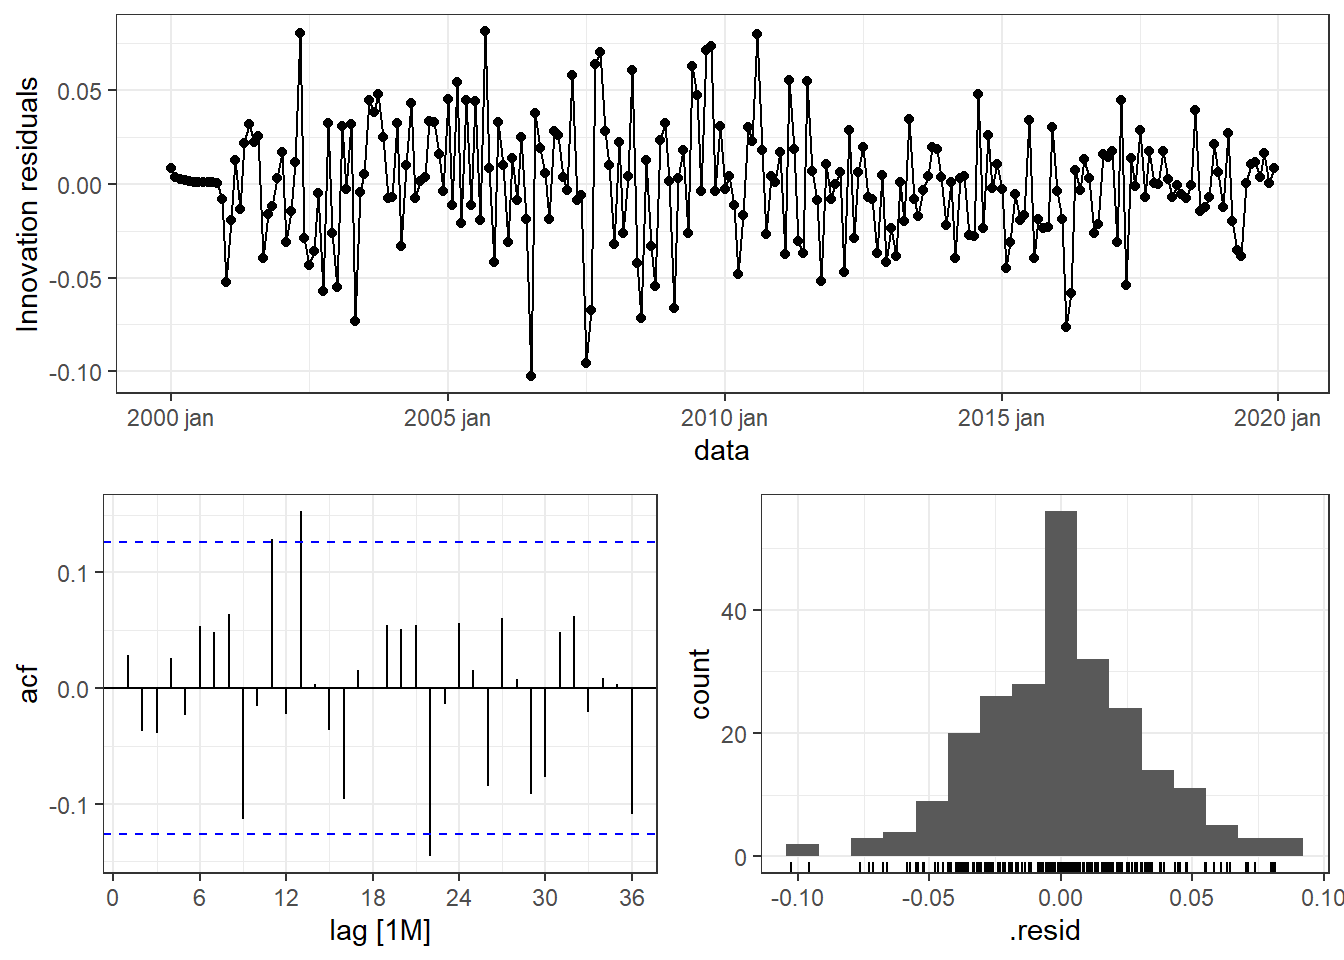 Innovation residuals
0.05
0.00
-0.05
-0.10
2000 jan
2005 jan
2010 jan
2015 jan
2020 jan
data
acf
0.1
0.0
-0.1
0
6
12
18
24
30
36
lag [1M]
count
40
20
0
-0.10
-0.05
0.00
0.05
0.10
.resid